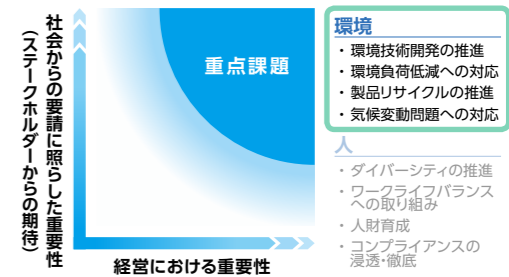 社会からの要請に照らした重要性
（ステークホルダーからの期待）
重点課題
経営における重要性
環境
・環境技術開発の推進
・環境負荷低減への対応
・製品リサイクルの推進
・気候変動問題への対応
人
・ダイバーシティの推進
・ワークライフバランス
への取り組み
・人財育成
・コンプライアンスの
浸透・徹底